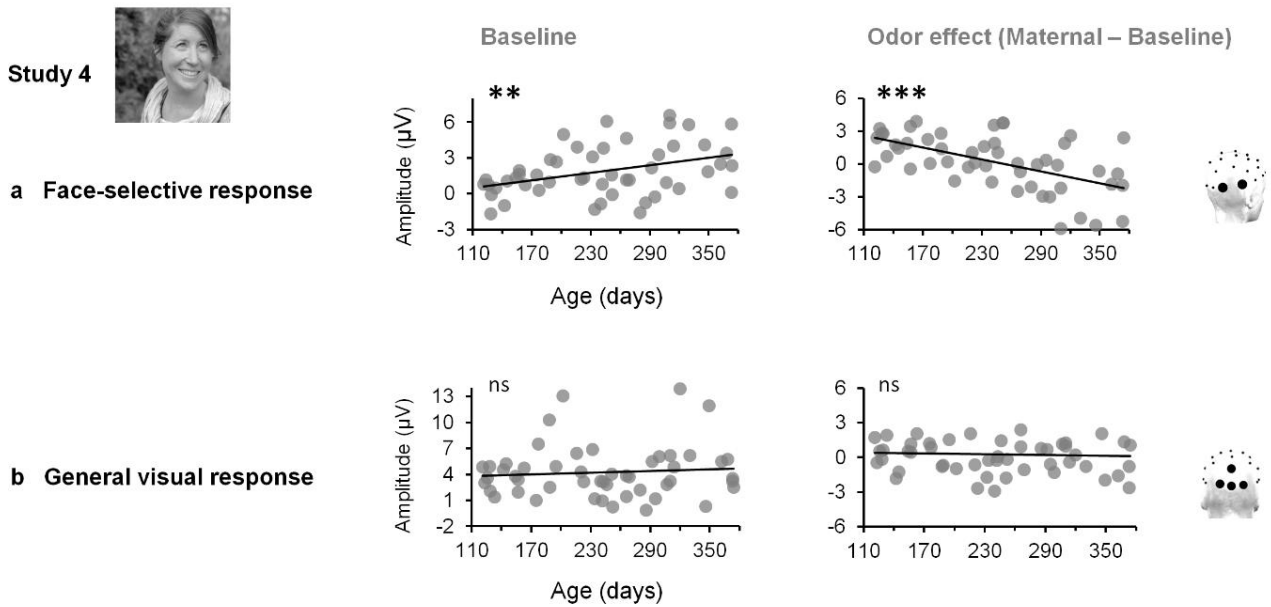 Study 4
Baseline
Odor effect (Maternal – Baseline)
a Face-selective response
**
Amplitude (µV)
6
3
0
-3
110 170 230 290 350
Age (days)
***
6
3
0
-3
-6
110 170 230 290 350
b General visual response
ns
Amplitude (µV)
13
10
7
4
1
-2
110 170 230 290 350
Age (days)
ns
6
3
0
-3
-6
110 170 230 290 350